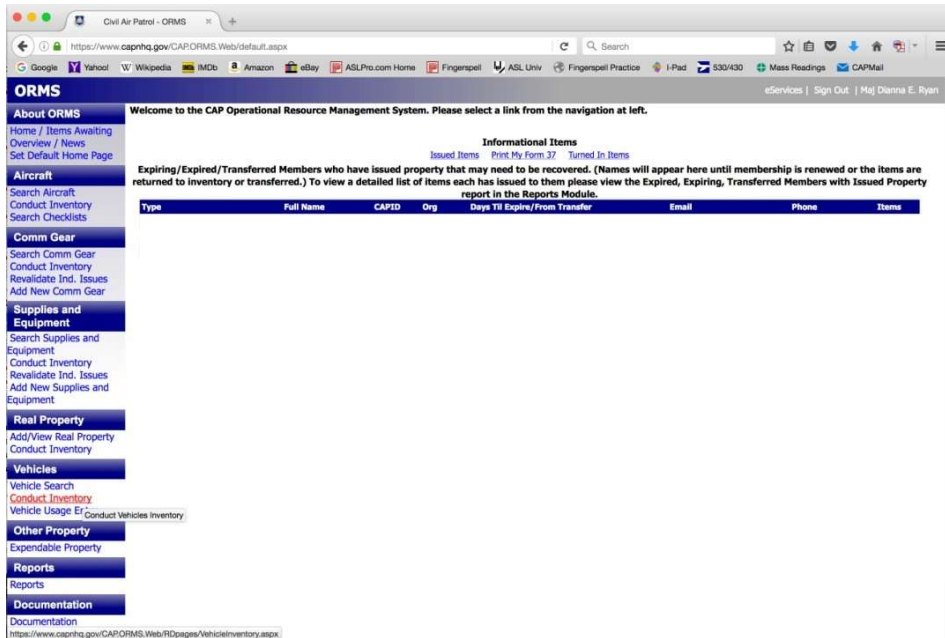 Civil Air Patrol - ORMS
https://www.capnhq.gov/CAP.ORMS.Web/default.aspx
Search
Google Yahoo! Wikipedia IMDb Amazon eBay ASLPro.com Home Fingerspell ASL Univ Fingerspell Practice I-Pad 530/430 Mass Readings CAPMail
ORMS
eServices | Sign Out | Maj Dianna E. Ryan
About ORMS
Home / Items Awaiting
Overview / News
Set Default Home Page
Aircraft
Search Aircraft
Conduct Inventory
Search Checklists
Comm Gear
Search Comm Gear
Conduct Inventory
Revalidate Ind. Issues
Add New Comm Gear
Supplies and
Equipment
Search Supplies and
Equipment
Conduct Inventory
Revalidate Ind. Issues
Add New Supplies and
Equipment
Real Property
Add/View Real Property
Conduct Inventory
Vehicles
Vehicle Search
Conduct Inventory
Vehicle Usage
Conduct Vehicles Inventory
Other Property
Expendable Property
Reports
Reports
Documentation
Documentation
https://www.capnhq.gov/CAP.ORMS.Web/RDpages/VehicleInventory.aspx
Welcome to the CAP Operational Resource Management System. Please select a link from the navigation at left.
Informational Items
Issued Items Print My Form 37 Turned In Items
Expiring/Expired/Transferred Members who have issued property that may need to be recovered. (Names will appear here until membership is renewed or the items are
returned to inventory or transferred.) To view a detailed list of items each has issued to them please view the Expired, Expiring, Transferred Members with Issued Property
report in the Reports Module.
Type Full Name CAPID Org Days Til Expire/From Transfer Email Phone Items